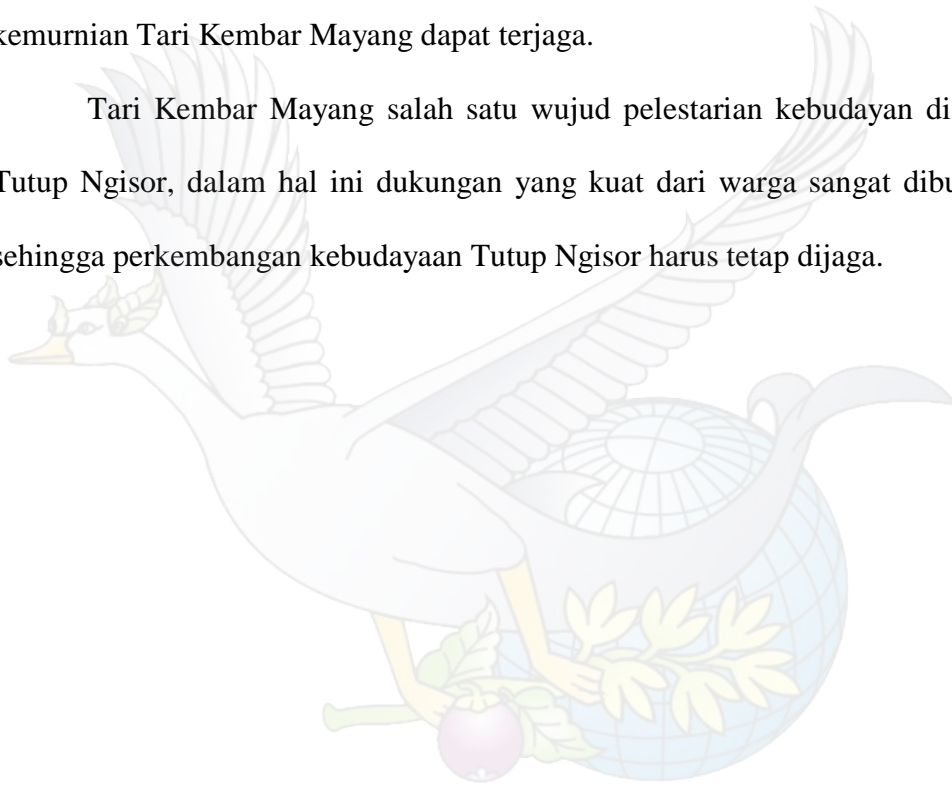 kemurnian Tari Kembar Mayang dapat terjaga.
Tari Kembar Mayang salah satu wujud pelestarian kebudayan di
Tutup Ngisor, dalam hal ini dukungan yang kuat dari warga sangat
sehingga perkembangan kebudayaan Tutup Ngisor harus tetap dijaga.